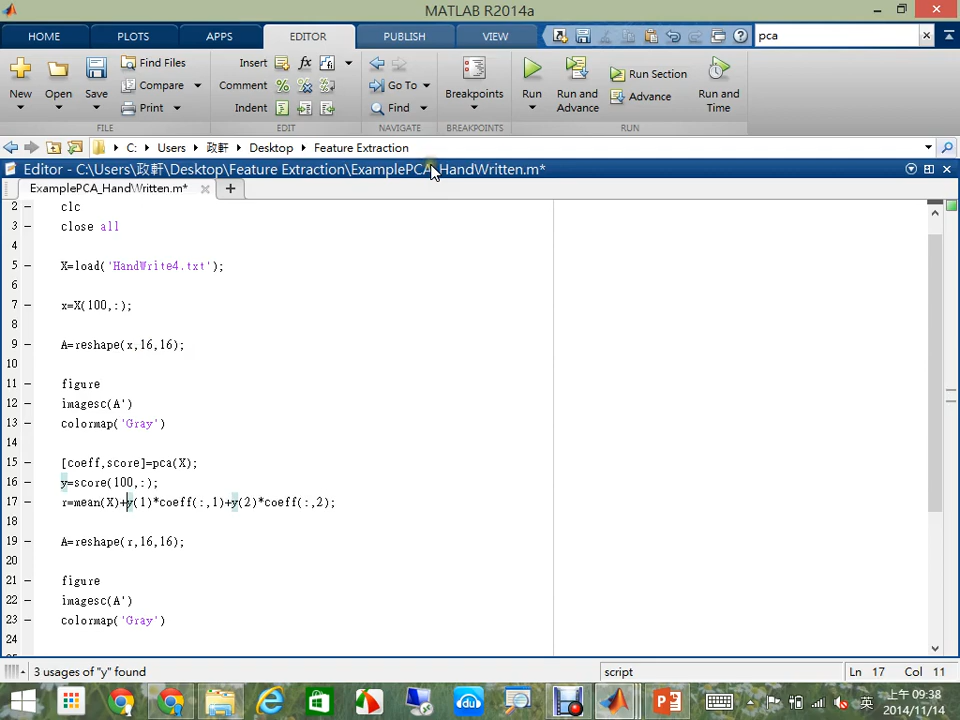 MATLAB R2014a
HOME PLOTS APPS EDITOR PUBLISH VIEW pca
New Open Save Find Files Compare Print Insert Comment Indent fx Go To Find Breakpoints Run Run and Advance Run Section Advance Run and Time
FILE EDIT NAVIGATE BREAKPOINTS RUN
C: Users 政軒 Desktop Feature Extraction
Editor - C:\Users\政軒\Desktop\Feature Extraction\ExamplePCA_HandWritten.m*
ExamplePCA_HandWritten.m*
2 clc
3 close all
4
5 X=load('HandWrite4.txt');
6
7 x=X(100,:);
8
9 A=reshape(x,16,16);
10
11 figure
12 imagesc(A')
13 colormap('Gray')
14
15 [coeff,score]=pca(X);
16 y=score(100,:);
17 r=mean(X)+y(1)*coeff(:,1)+y(2)*coeff(:,2);
18
19 A=reshape(r,16,16);
20
21 figure
22 imagesc(A')
23 colormap('Gray')
24
3 usages of "y" found script Ln 17 Col 11
上午 09:38
2014/11/14